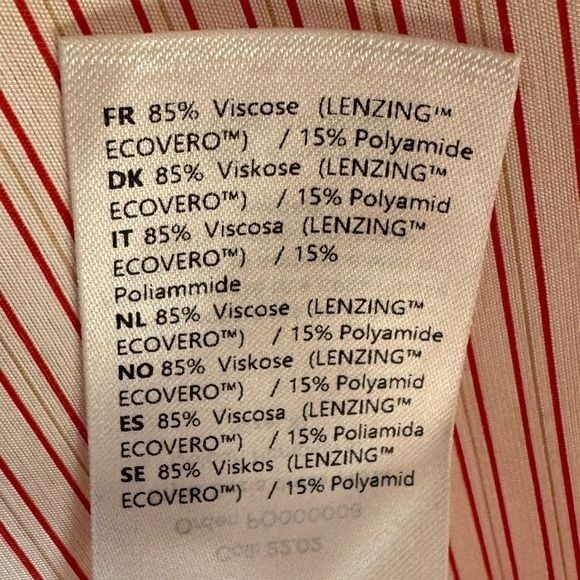 FR 85% Viscose (LENZING™
ECOVERO™) / 15% Polyamide
DK 85% Viskose (LENZING™
ECOVERO™) / 15% Polyamid
IT 85% Viscosa (LENZING™
ECOVERO™) / 15%
Poliammide
NL 85% Viscose (LENZING™
ECOVERO™) / 15% Polyamide
NO 85% Viskose (LENZING™
ECOVERO™) / 15% Polyamid
ES 85% Viscosa (LENZING™
ECOVERO™) / 15% Poliamida
SE 85% Viskos (LENZING™
ECOVERO™) / 15% Polyamid